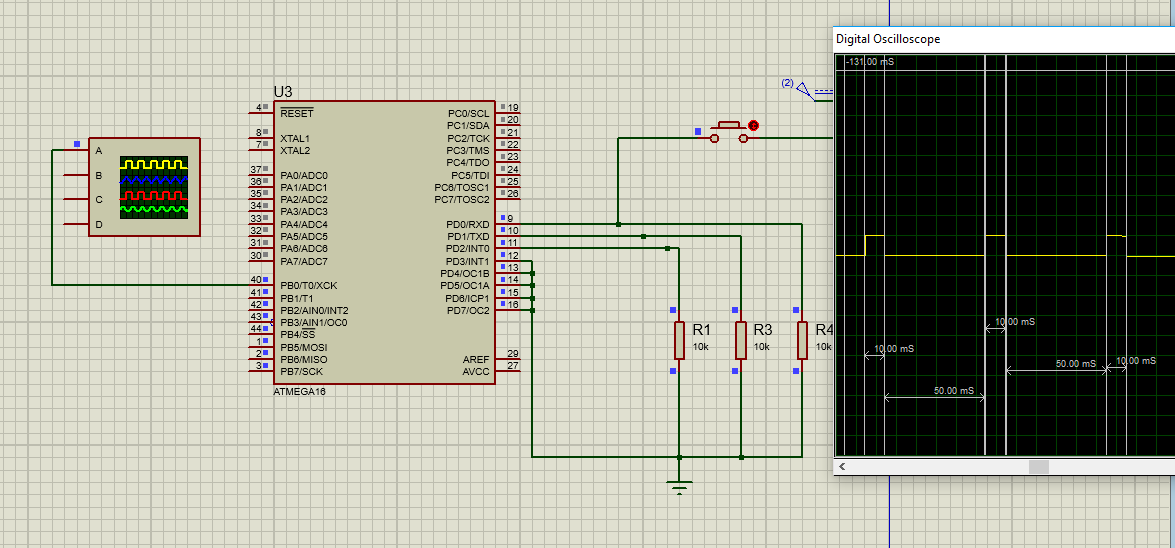 Digital Oscilloscope
-131.00 mS
(2)
U3
4 RESET PC0/SCL 19
PC1/SDA 20
8 XTAL1 PC2/TCK 21
7 XTAL2 PC3/TMS 22
PC4/TDO 23
37 PA0/ADC0 PC5/TDI 24
36 PA1/ADC1 PC6/TOSC1 25
35 PA2/ADC2 PC7/TOSC2 26
34 PA3/ADC3
33 PA4/ADC4 PD0/RXD 9
32 PA5/ADC5 PD1/TXD 10
31 PA6/ADC6 PD2/INT0 11
30 PA7/ADC7 PD3/INT1 12
PD4/OC1B 13
40 PB0/T0/XCK PD5/OC1A 14
41 PB1/T1 PD6/ICP1 15
42 PB2/AIN0/INT2 PD7/OC2 16
43 PB3/AIN1/OC0
44 PB4/SS
1 PB5/MOSI
2 PB6/MISO AREF 29
3 PB7/SCK AVCC 27
ATMEGA16
A
B
C
D
R1
10k
R3
10k
R4
10k
10.00 mS
10.00 mS
50.00 mS
10.00 mS
50.00 mS